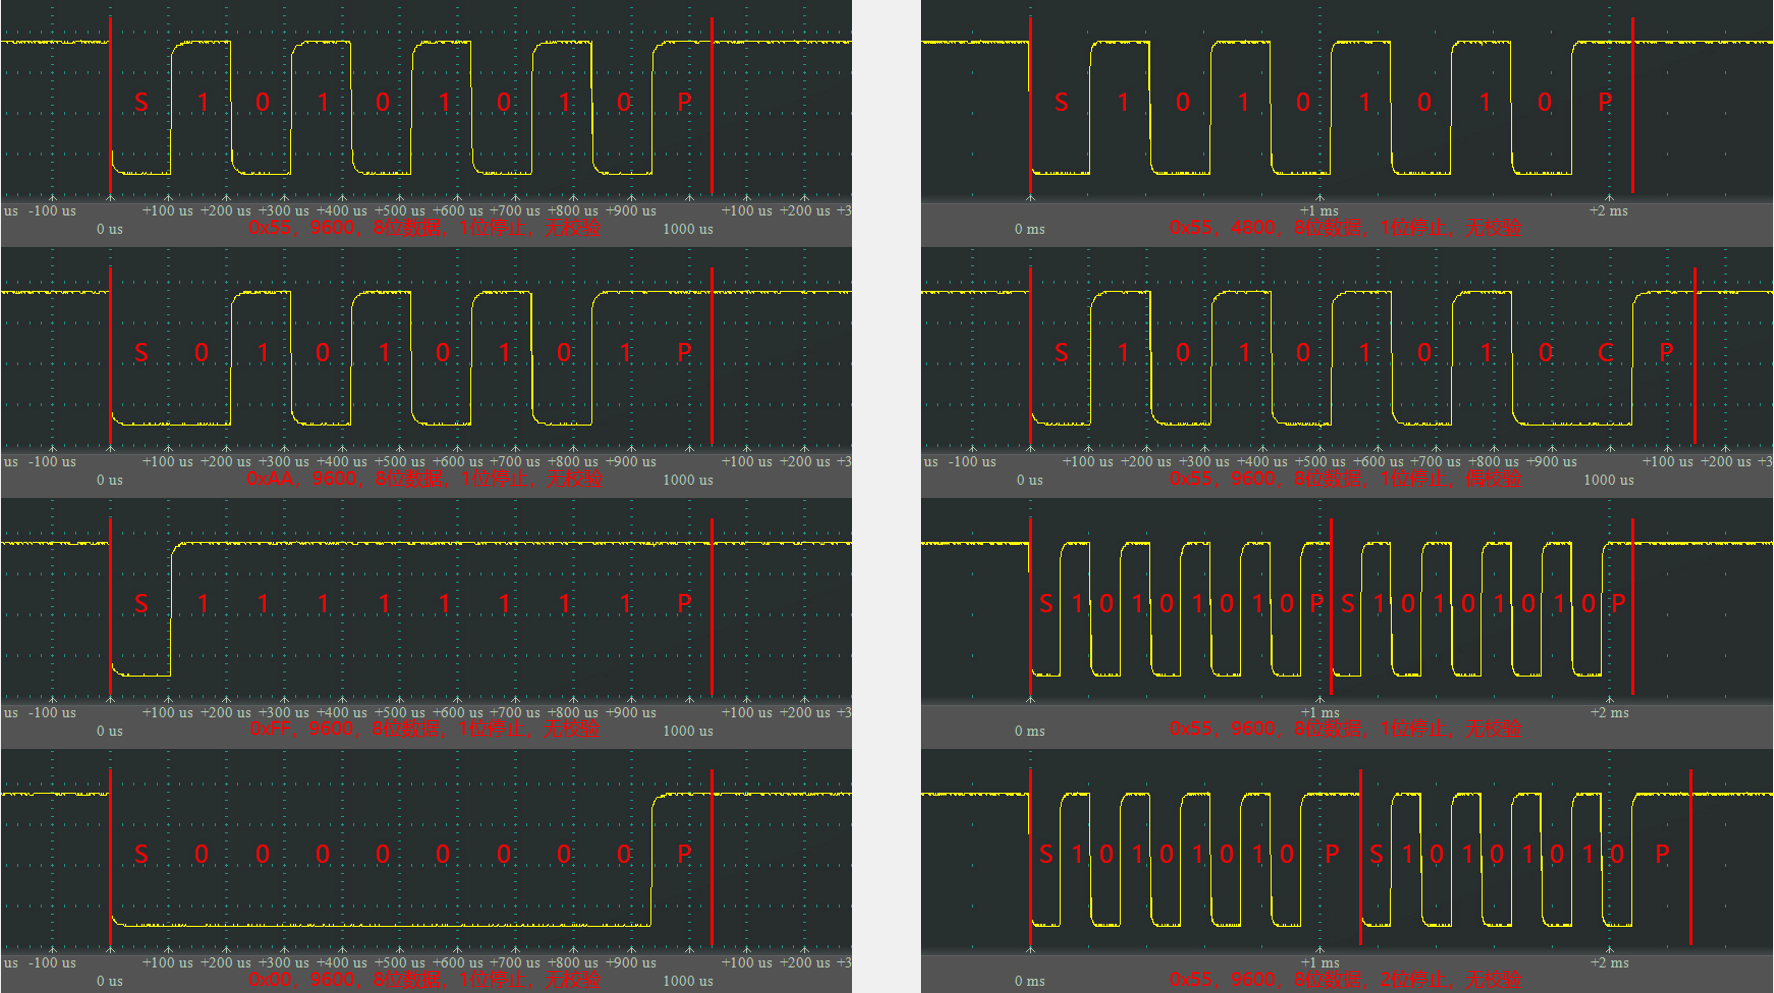 S 1 0 1 0 1 0 1 0 P
us -100 us +100 us +200 us +300 us +400 us +500 us +600 us +700 us +800 us +900 us +100 us +200 us +3
0 us 0x55，9600，8位数据，1位停止，无校验 1000 us
S 0 1 0 1 0 1 0 1 P
us -100 us +100 us +200 us +300 us +400 us +500 us +600 us +700 us +800 us +900 us +100 us +200 us +3
0 us 0xAA，9600，8位数据，1位停止，无校验 1000 us
S 1 1 1 1 1 1 1 1 P
us -100 us +100 us +200 us +300 us +400 us +500 us +600 us +700 us +800 us +900 us +100 us +200 us +3
0 us 0xFF，9600，8位数据，1位停止，无校验 1000 us
S 0 0 0 0 0 0 0 0 P
us -100 us +100 us +200 us +300 us +400 us +500 us +600 us +700 us +800 us +900 us +100 us +200 us +3
0 us 0x00，9600，8位数据，1位停止，无校验 1000 us
S 1 0 1 0 1 0 1 0 P
+1 ms +2 ms
0 ms 0x55，4800，8位数据，1位停止，无校验
S 1 0 1 0 1 0 1 0 C P
us -100 us +100 us +200 us +300 us +400 us +500 us +600 us +700 us +800 us +900 us +100 us +200 us +3
0 us 0x55，9600，8位数据，1位停止，偶校验 1000 us
S 1 0 1 0 1 0 1 0 P S 1 0 1 0 1 0 1 0 P
+1 ms +2 ms
0 ms 0x55，9600，8位数据，1位停止，无校验
S 1 0 1 0 1 0 1 0 P S 1 0 1 0 1 0 1 0 P
+1 ms +2 ms
0 ms 0x55，9600，8位数据，2位停止，无校验